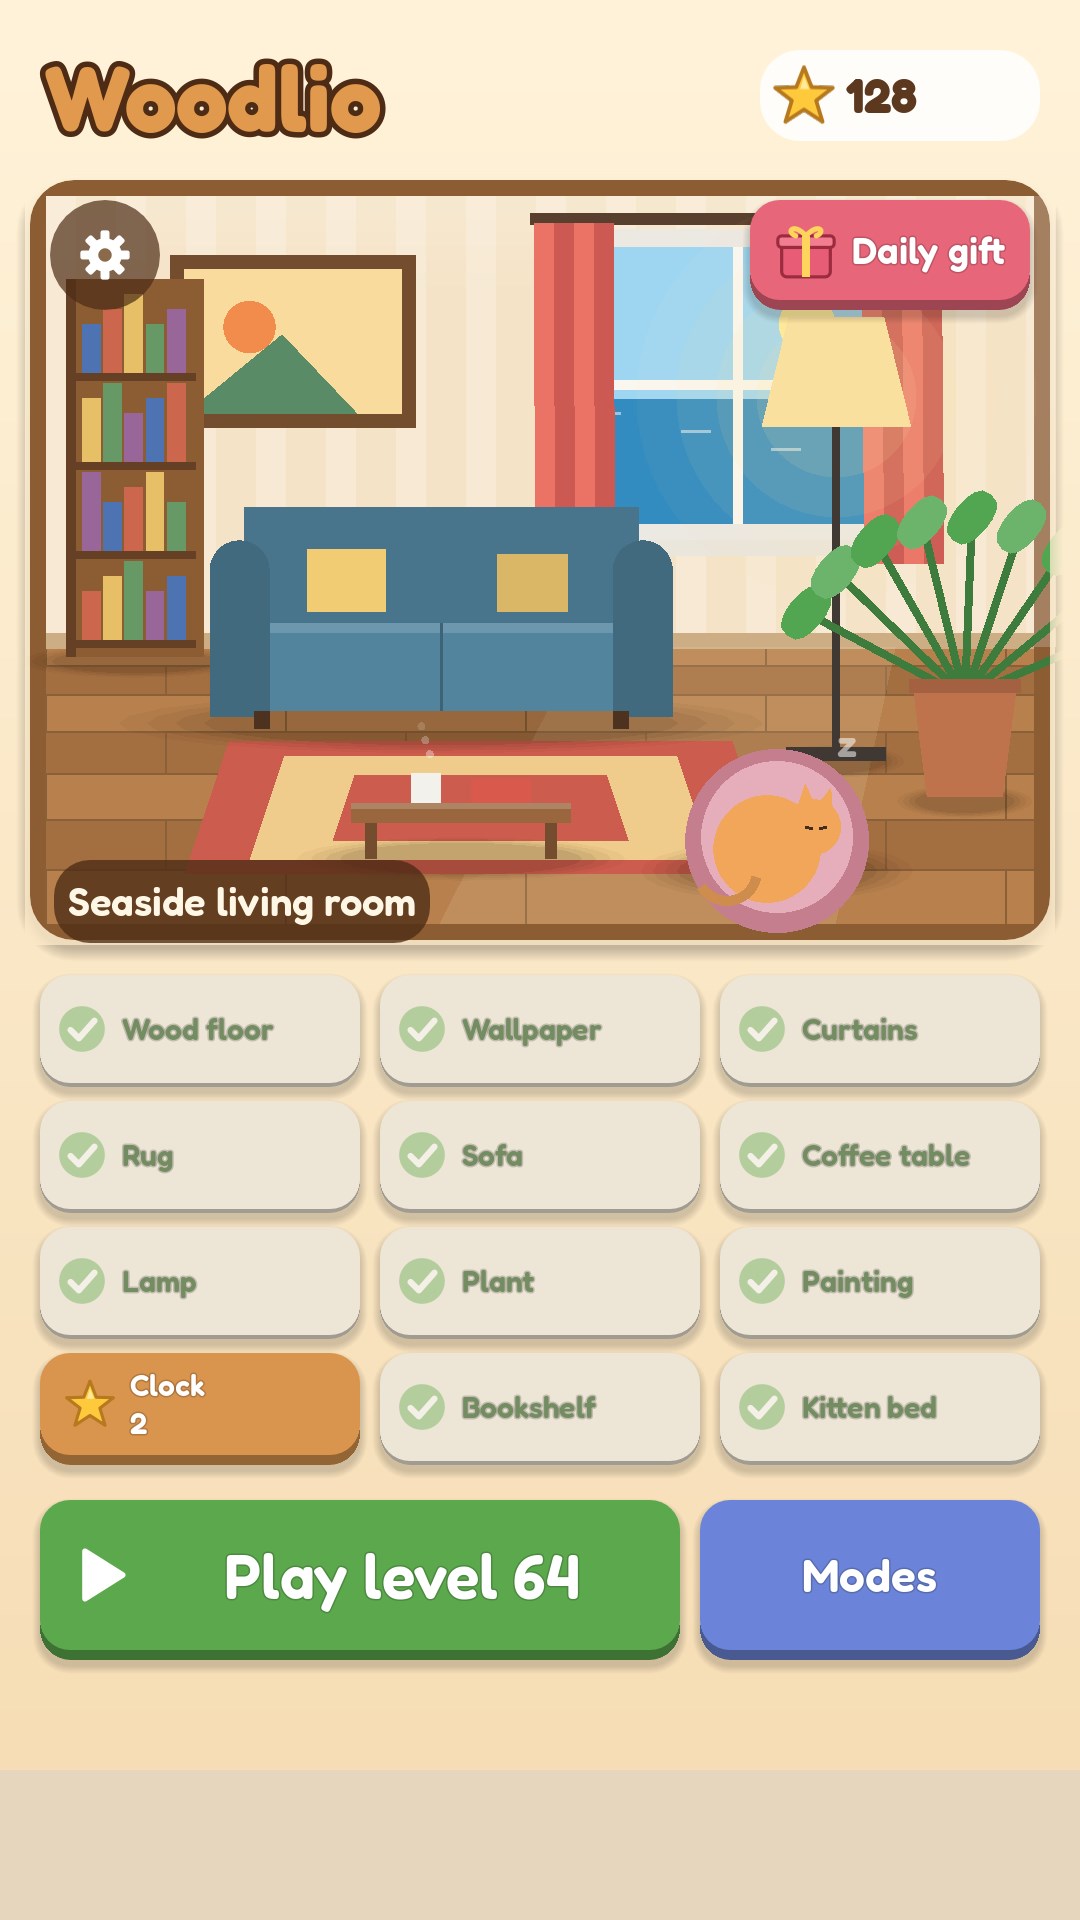 Woodlio
128
Daily gift
z
Seaside living room
Wood floor
Wallpaper
Curtains
Rug
Sofa
Coffee table
Lamp
Plant
Painting
Clock
2
Bookshelf
Kitten bed
Play level 64
Modes